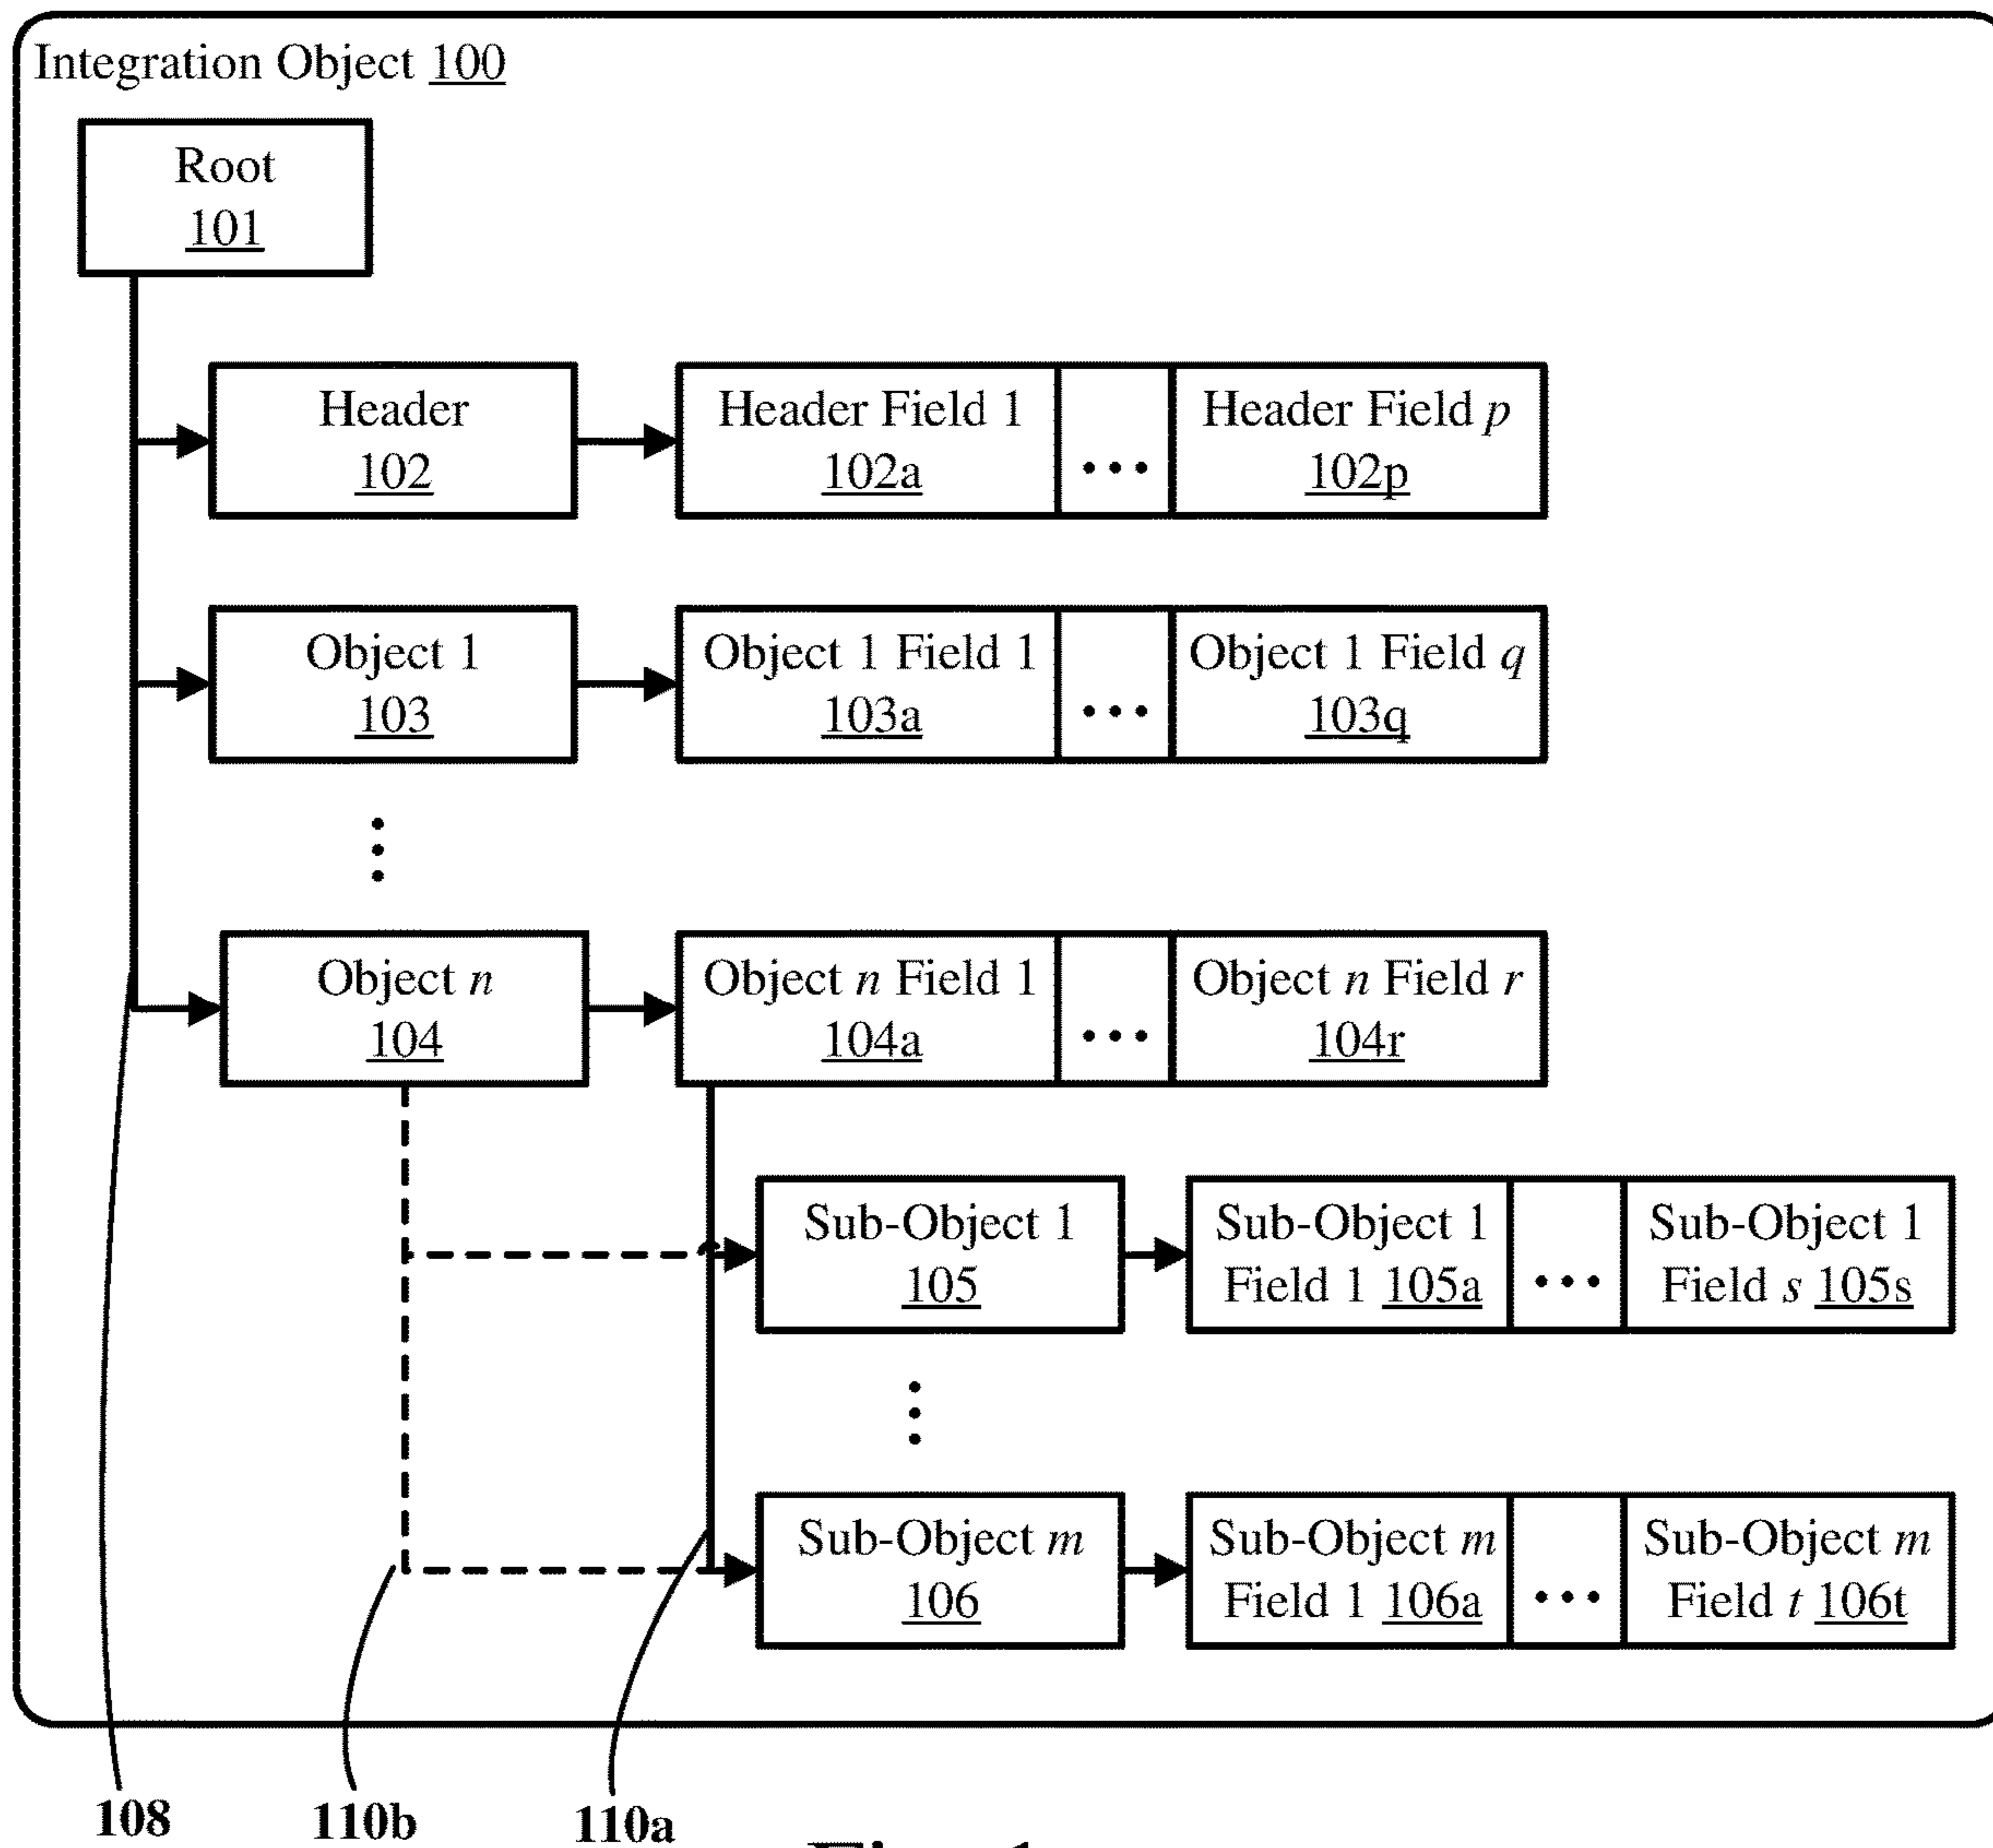 Integration Object 100
Root
101
Header
102
Header Field 1
102a
...
Header Field p
102p
Object 1
103
Object 1 Field 1
103a
...
Object 1 Field q
103q
Object n
104
Object n Field 1
104a
...
Object n Field r
104r
Sub-Object 1
105
Sub-Object 1
Field 1 105a
...
Sub-Object 1
Field s 105s
Sub-Object m
106
Sub-Object m
Field 1 106a
...
Sub-Object m
Field t 106t
108
110b
110a